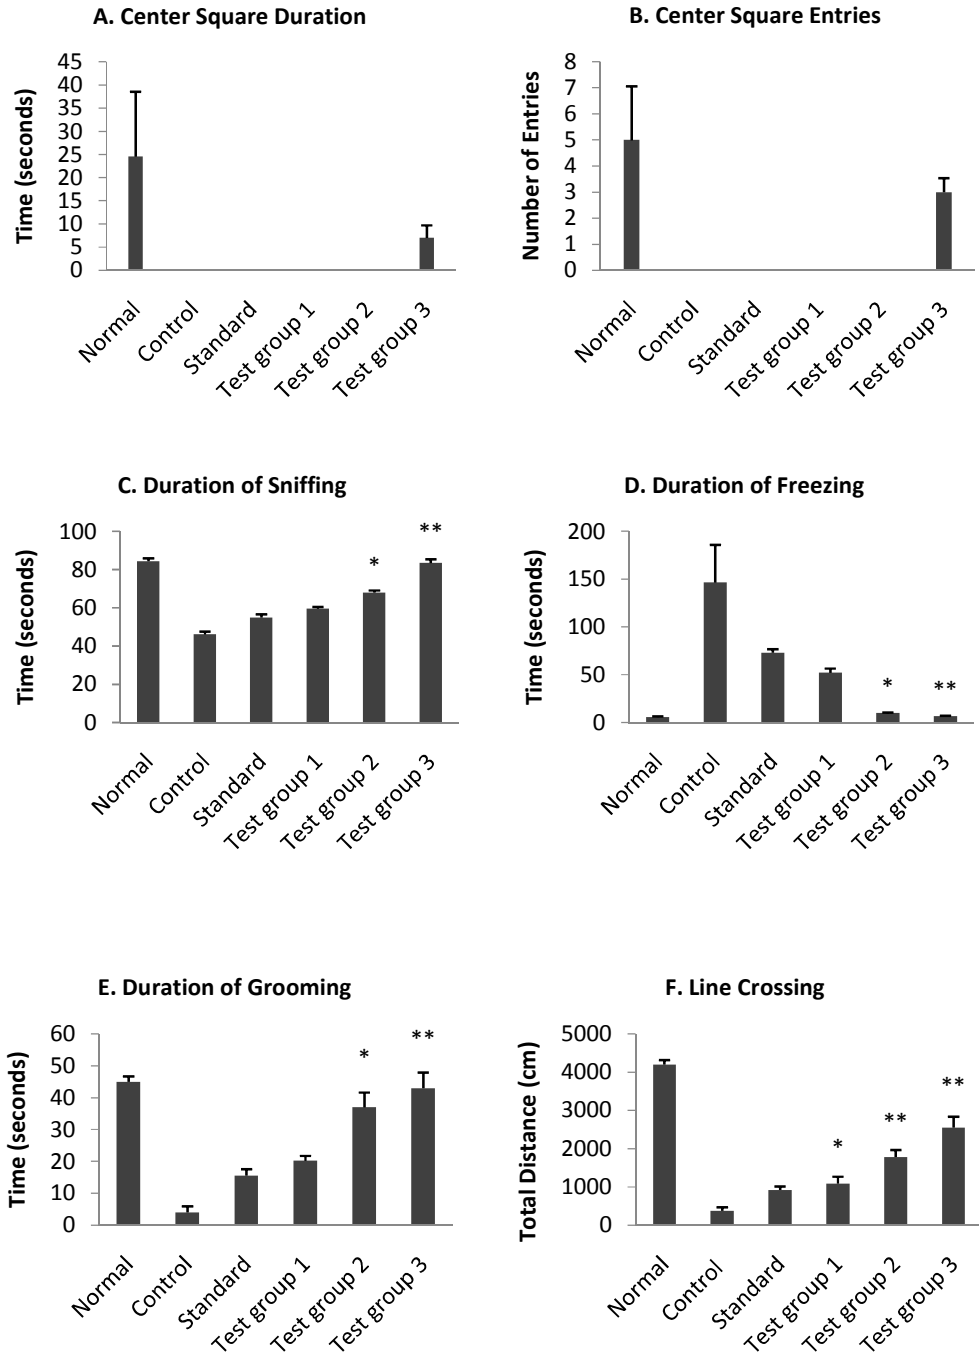 A. Center Square Duration
Time (seconds)
45
40
35
30
25
20
15
10
5
0
Normal
Control
Standard
Test group 1
Test group 2
Test group 3
B. Center Square Entries
Number of Entries
8
7
6
5
4
3
2
1
0
Normal
Control
Standard
Test group 1
Test group 2
Test group 3
C. Duration of Sniffing
Time (seconds)
100
80
60
40
20
0
*
**
Normal
Control
Standard
Test group 1
Test group 2
Test group 3
D. Duration of Freezing
Time (seconds)
200
150
100
50
0
*
**
Normal
Control
Standard
Test group 1
Test group 2
Test group 3
E. Duration of Grooming
Time (seconds)
60
50
40
30
20
10
0
*
**
Normal
Control
Standard
Test group 1
Test group 2
Test group 3
F. Line Crossing
Total Distance (cm)
5000
4000
3000
2000
1000
0
*
**
**
Normal
Control
Standard
Test group 1
Test group 2
Test group 3